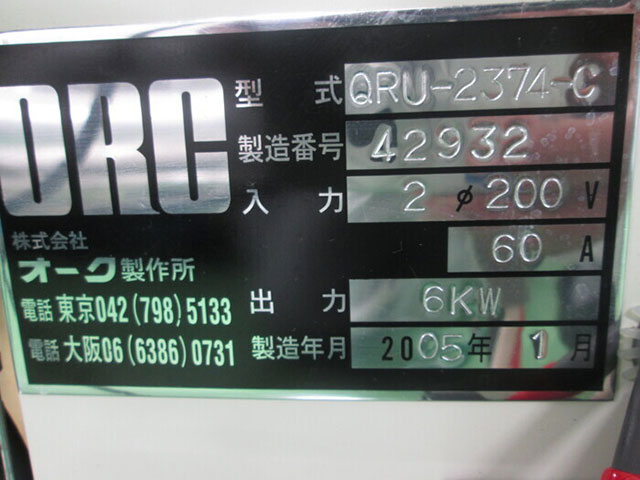 ORC
株式会社
オーク製作所
電話 東京042(798)5133
電話 大阪06(6386)0731
型 式 QRU-2374-C
製造番号 42932
入 力 2 φ 200 V
60 A
出 力 6KW
製造年月 2005年 1月